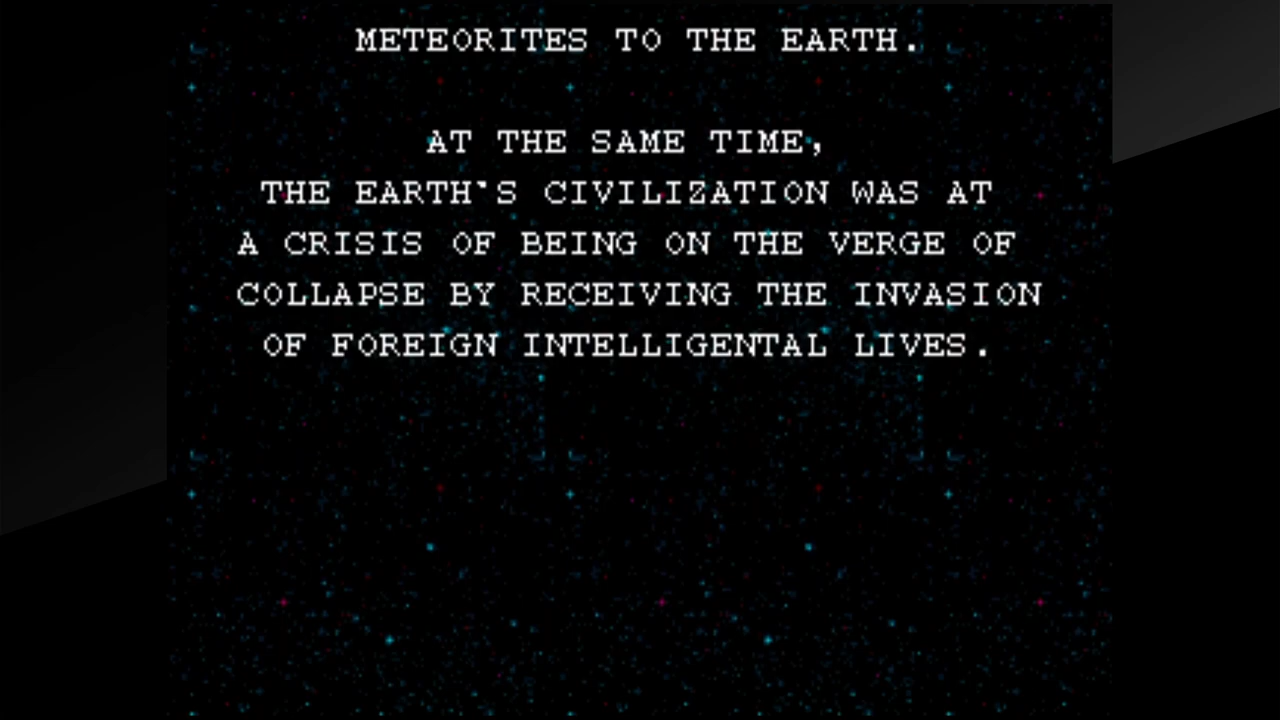 METEORITES TO THE EARTH.
AT THE SAME TIME,
THE EARTH'S CIVILIZATION WAS AT
A CRISIS OF BEING ON THE VERGE OF
COLLAPSE BY RECEIVING THE INVASION
OF FOREIGN INTELLIGENTAL LIVES.